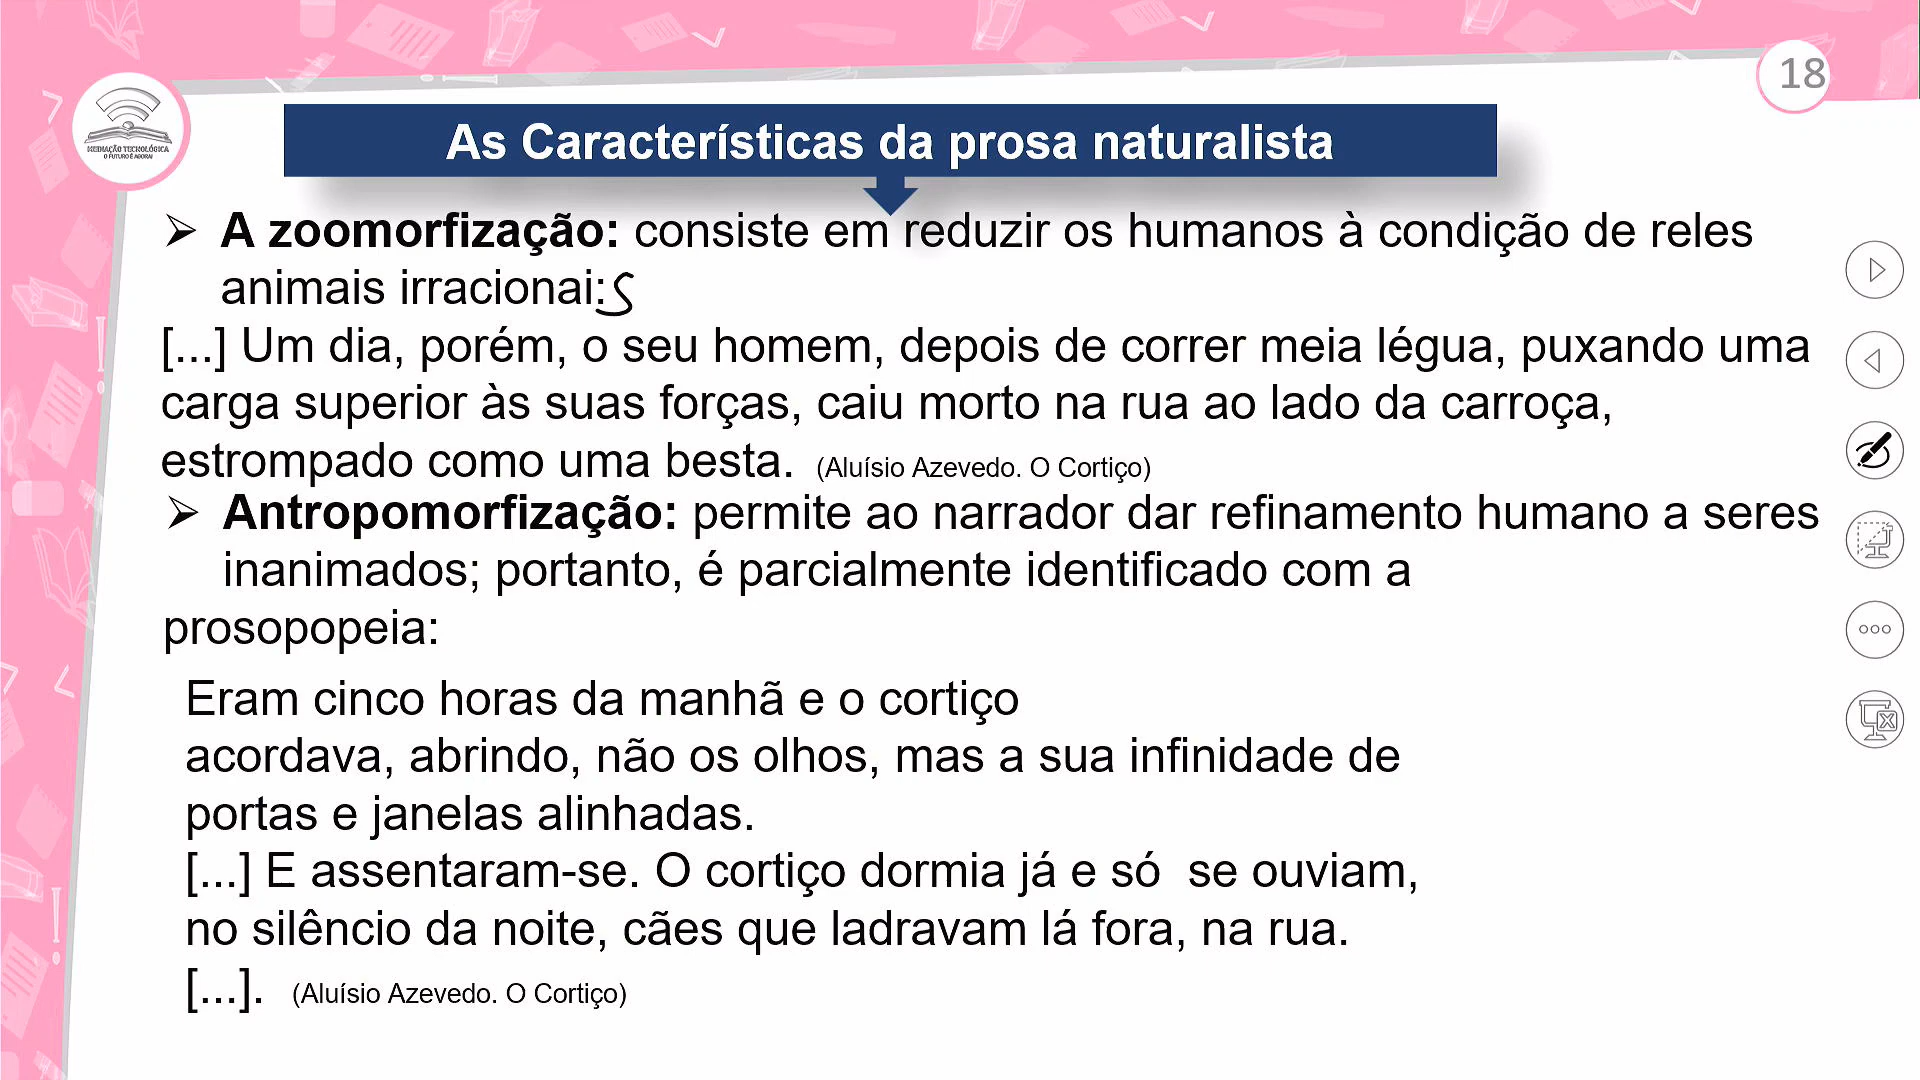 18
MEDIAÇÃO TECNOLÓGICA
O FUTURO É AGORA!
As Características da prosa naturalista
➢ A zoomorfização: consiste em reduzir os humanos à condição de reles
animais irracionai:s
[...] Um dia, porém, o seu homem, depois de correr meia légua, puxando uma
carga superior às suas forças, caiu morto na rua ao lado da carroça,
estrompado como uma besta. (Aluísio Azevedo. O Cortiço)
➢ Antropomorfização: permite ao narrador dar refinamento humano a seres
inanimados; portanto, é parcialmente identificado com a
prosopopeia:
Eram cinco horas da manhã e o cortiço
acordava, abrindo, não os olhos, mas a sua infinidade de
portas e janelas alinhadas.
[...] E assentaram-se. O cortiço dormia já e só se ouviam,
no silêncio da noite, cães que ladravam lá fora, na rua.
[...]. (Aluísio Azevedo. O Cortiço)